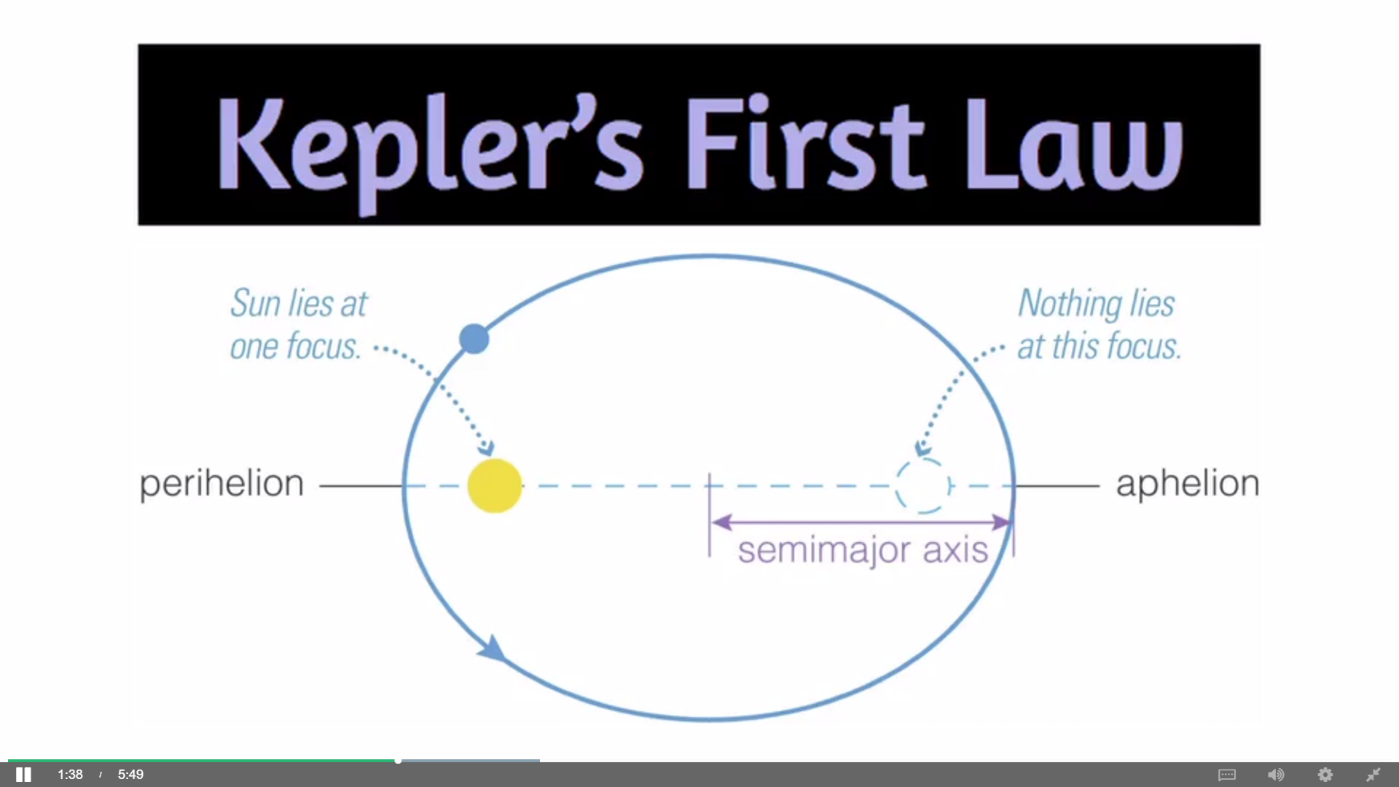 Kepler's First Law
Sun lies at
one focus.
Nothing lies
at this focus.
perihelion
aphelion
semimajor axis
1:38 / 5:49